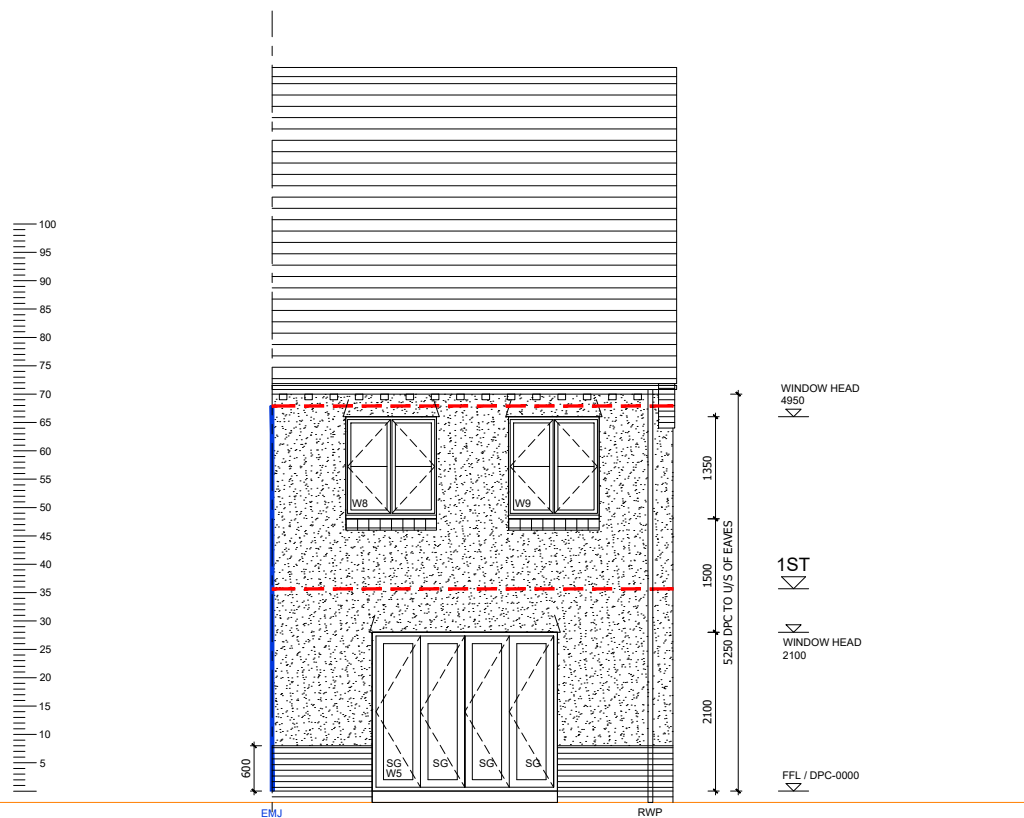 100
95
90
85
80
75
70
65
60
55
50
45
40
35
30
25
20
15
10
5
WINDOW HEAD
4950
1350
W8
W9
1500
5250 DPC TO U/S OF EAVES
1ST
WINDOW HEAD
2100
2100
SG
W5
SG
SG
SG
600
FFL / DPC-0000
EMJ
RWP